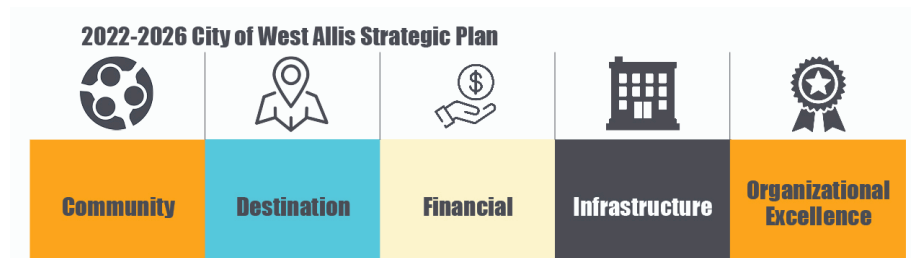 2022-2026 City of West Allis Strategic Plan
$
Community
Destination
Financial
Infrastructure
Organizational
Excellence